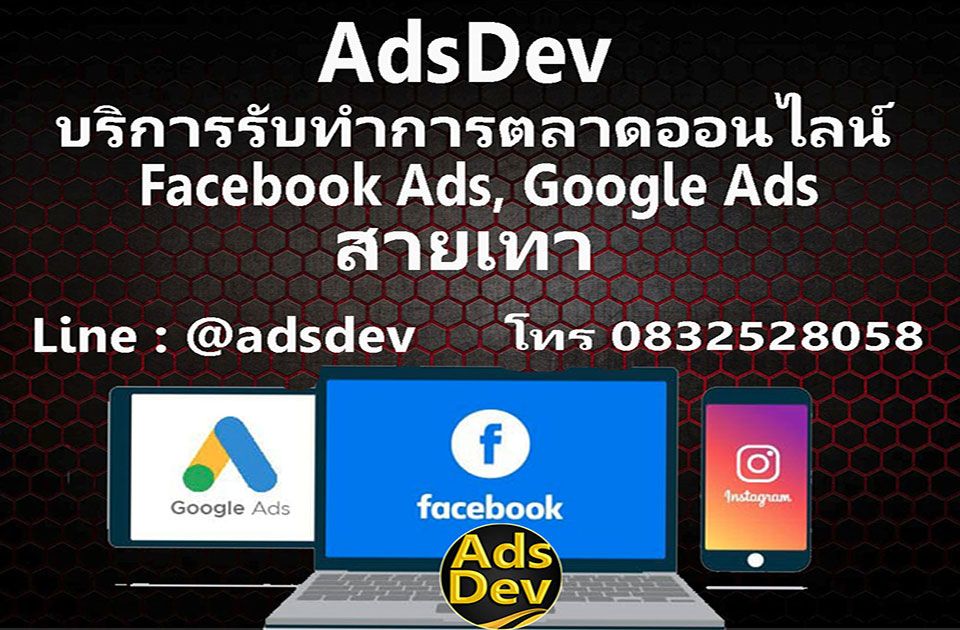 AdsDev
บริการรับทำการตลาดออนไลน์
Facebook Ads, Google Ads
สายเทา
Line : @adsdev โทร 0832528058
Google Ads
facebook
Instagram
Ads
Dev